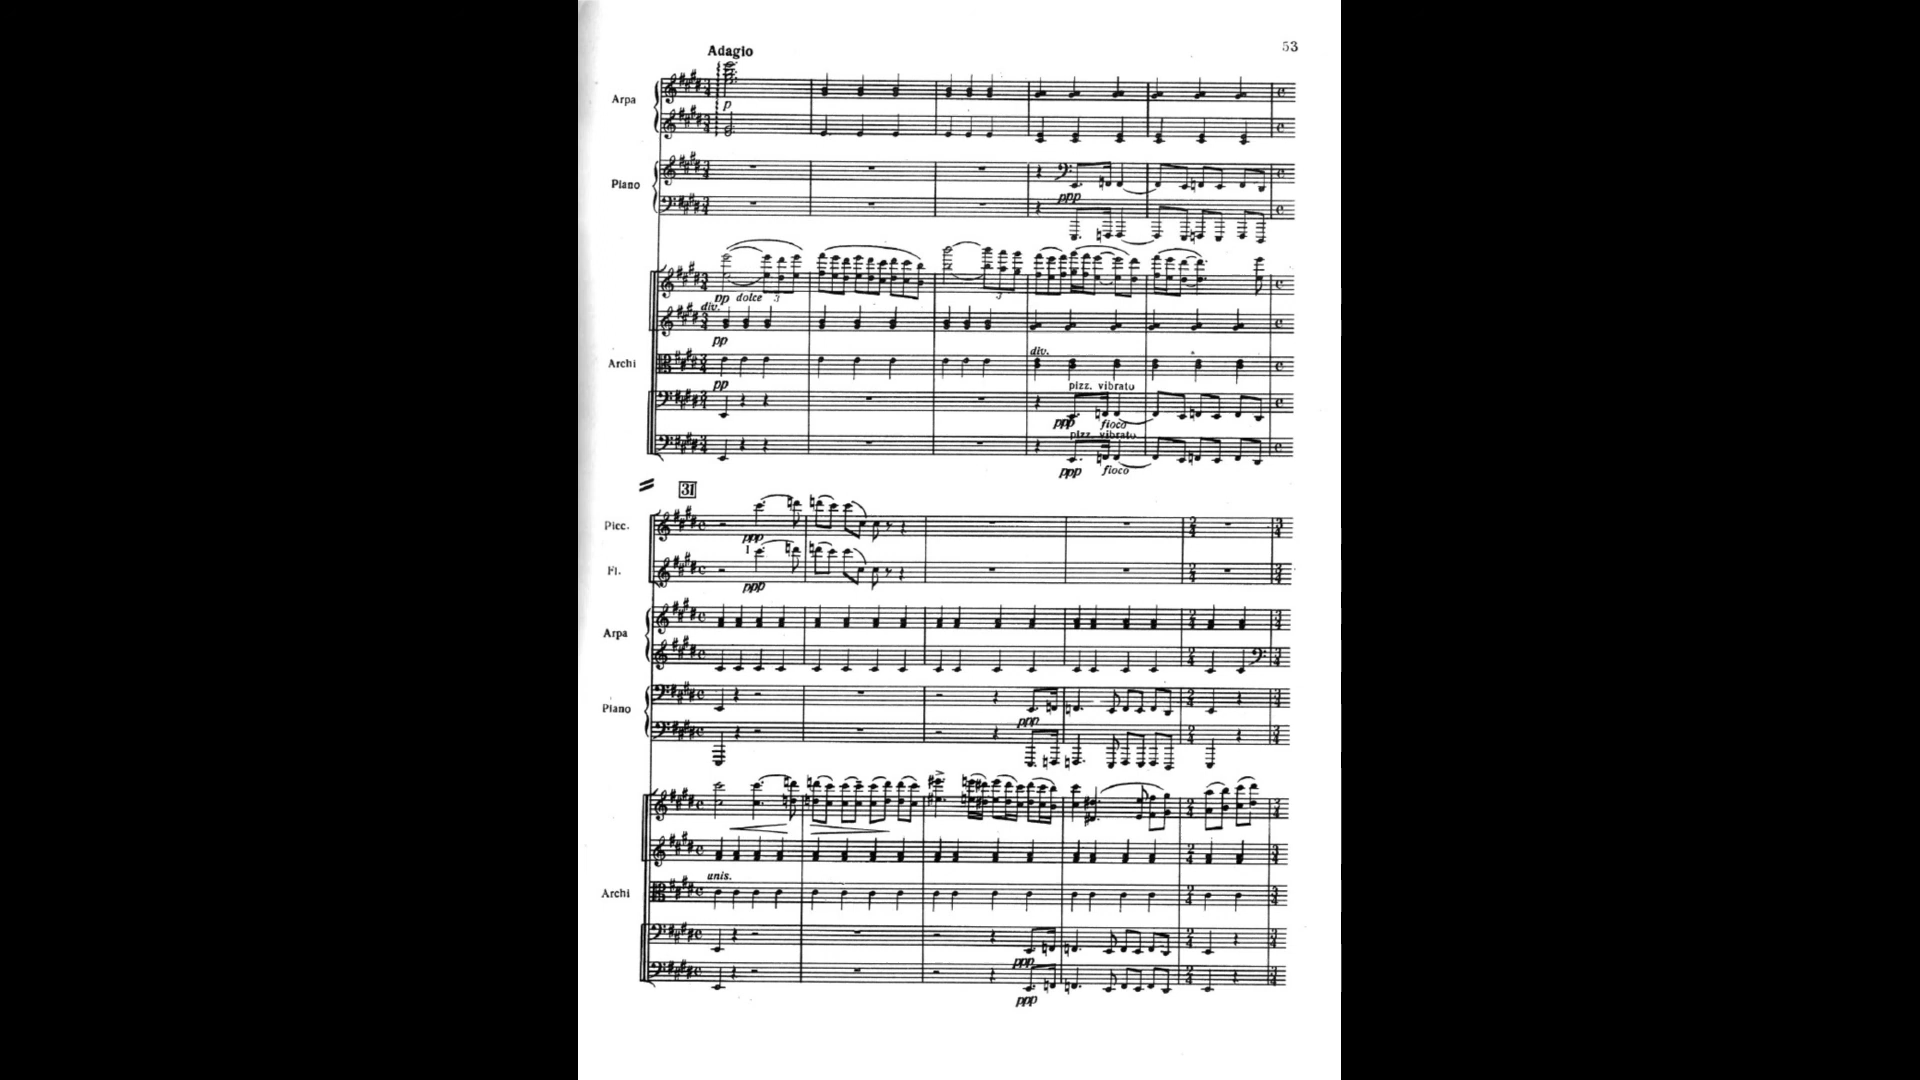 53
Adagio
Arpa
p
Piano
ppp
pp dolce 3
3
div.
pp
Archi
div.
pp
pizz. vibrato
ppp fioco
pizz. vibrato
ppp fioco
31
Picc.
ppp
I
Fl.
ppp
Arpa
Piano
ppp
unis.
Archi
ppp
ppp